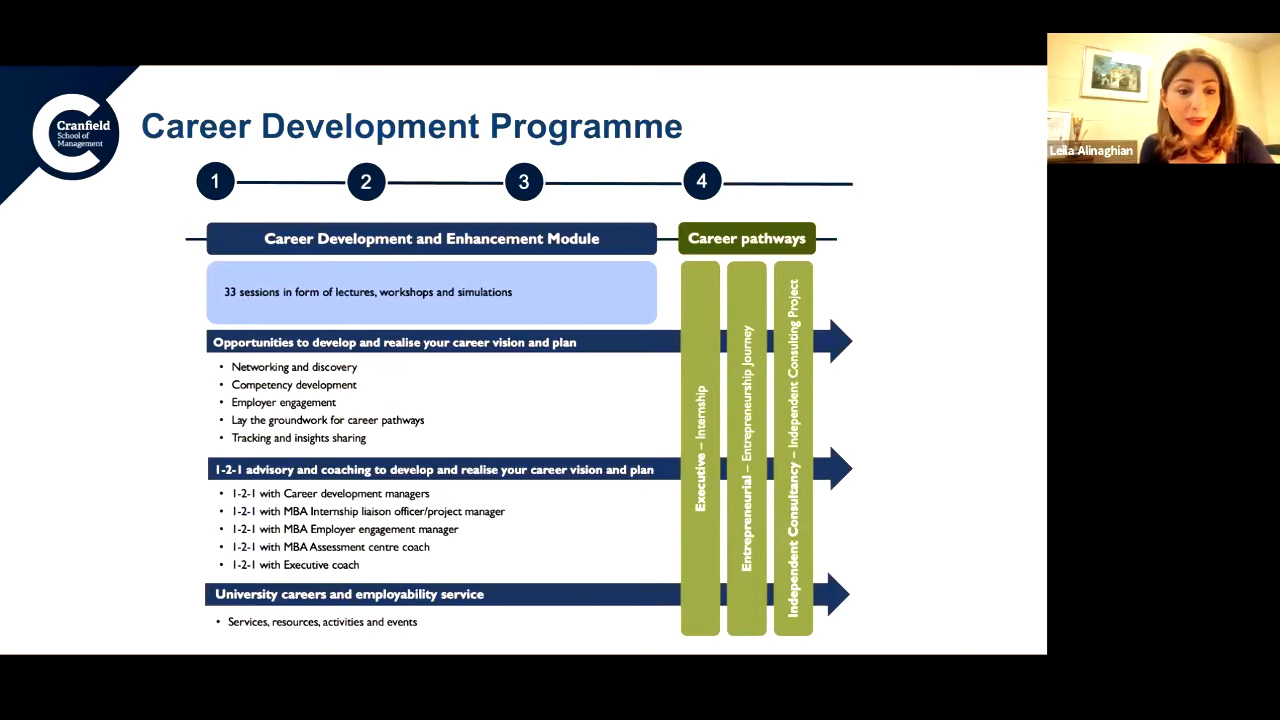 Cranfield
School of
Management
Career Development Programme
1
2
3
4
Career Development and Enhancement Module
Career pathways
33 sessions in form of lectures, workshops and simulations
Opportunities to develop and realise your career vision and plan
• Networking and discovery
• Competency development
• Employer engagement
• Lay the groundwork for career pathways
• Tracking and insights sharing
1-2-1 advisory and coaching to develop and realise your career vision and plan
• 1-2-1 with Career development managers
• 1-2-1 with MBA Internship liaison officer/project manager
• 1-2-1 with MBA Employer engagement manager
• 1-2-1 with MBA Assessment centre coach
• 1-2-1 with Executive coach
University careers and employability service
• Services, resources, activities and events
Executive – Internship
Entrepreneurial – Entrepreneurship Journey
Independent Consultancy – Independent Consulting Project
Leila Alinaghian